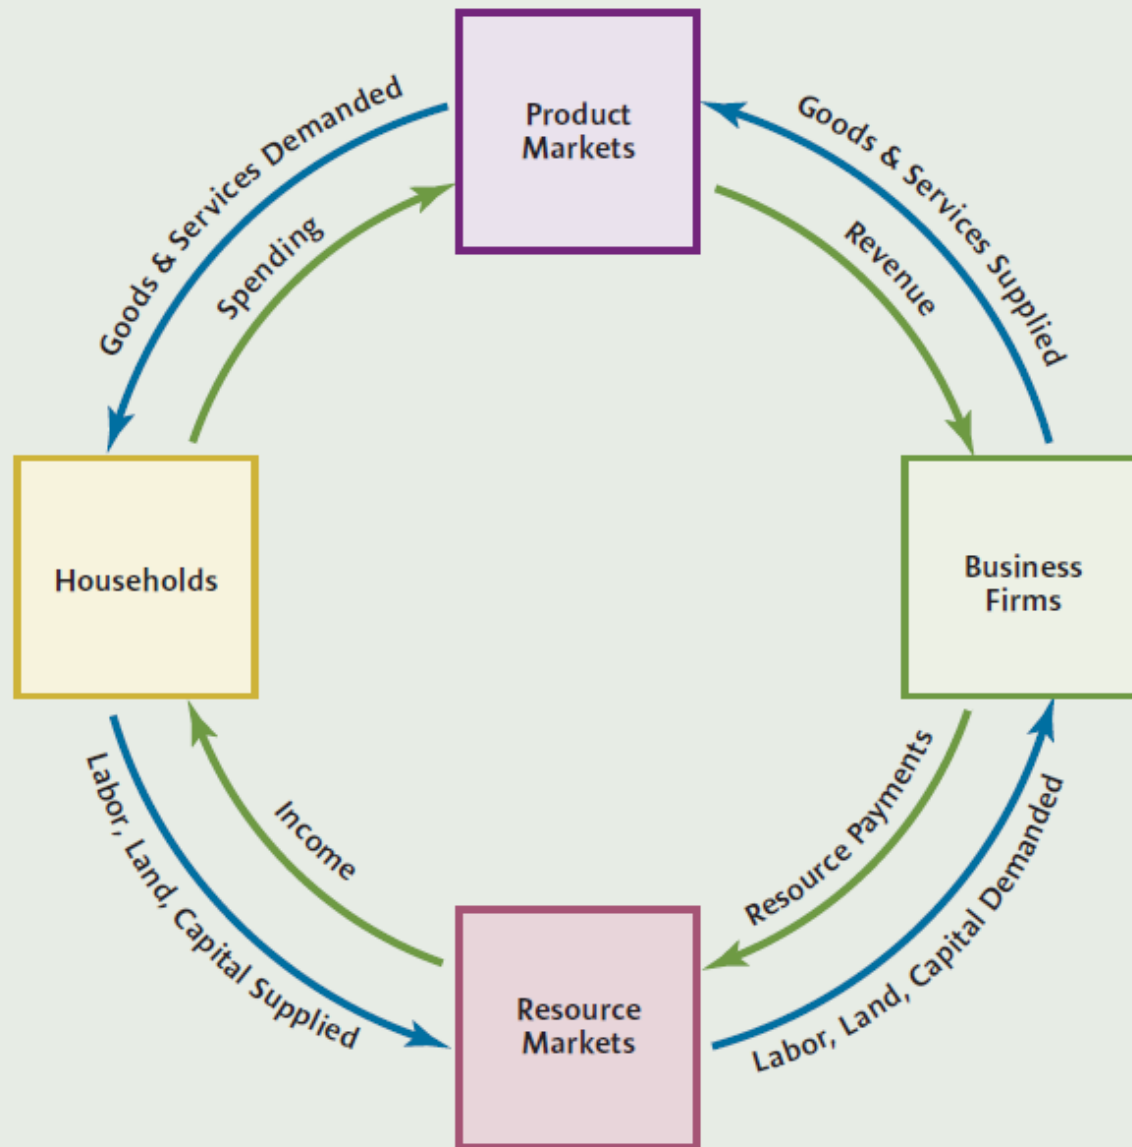 Product
Markets
Goods & Services Demanded
Spending
Goods & Services Supplied
Revenue
Households
Business
Firms
Labor, Land, Capital Supplied
Income
Resource Payments
Labor, Land, Capital Demanded
Resource
Markets